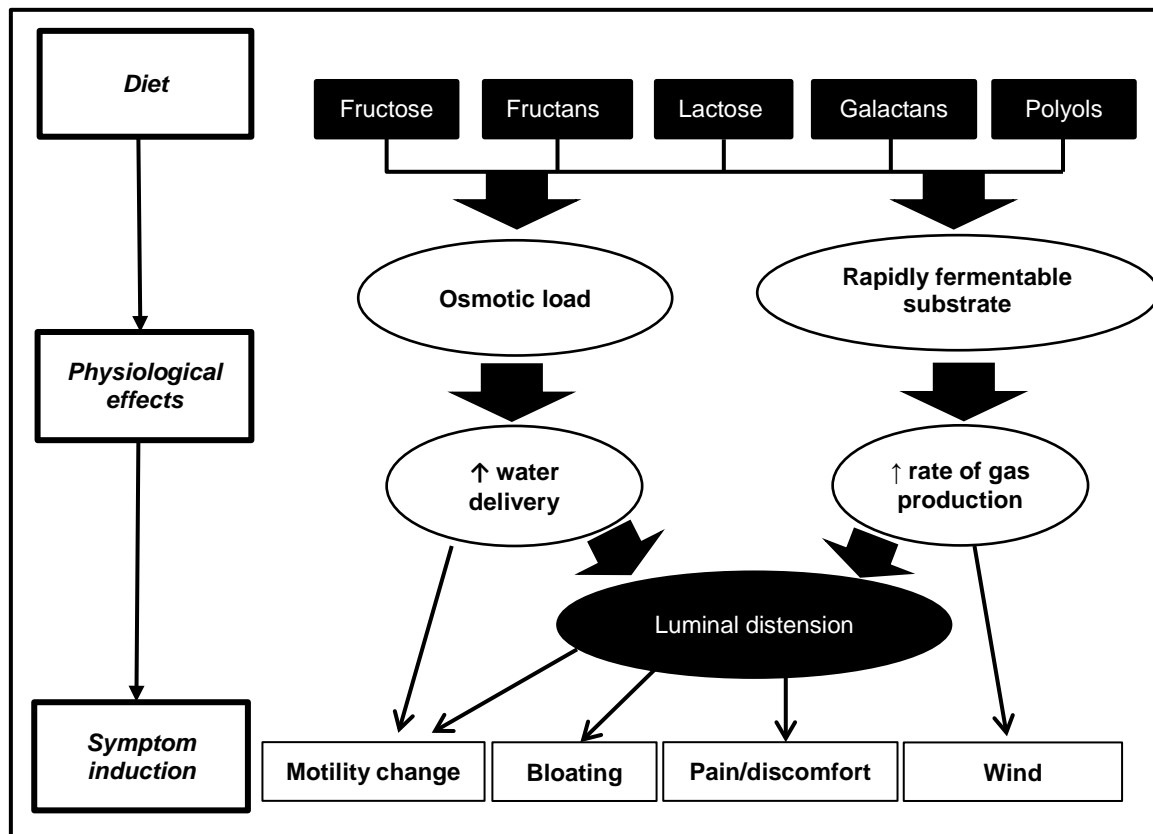 Diet
Fructose
Fructans
Lactose
Galactans
Polyols
Osmotic load
Rapidly fermentable
substrate
Physiological
effects
↑ water
delivery
↑ rate of gas
production
Luminal distension
Symptom
induction
Motility change
Bloating
Pain/discomfort
Wind